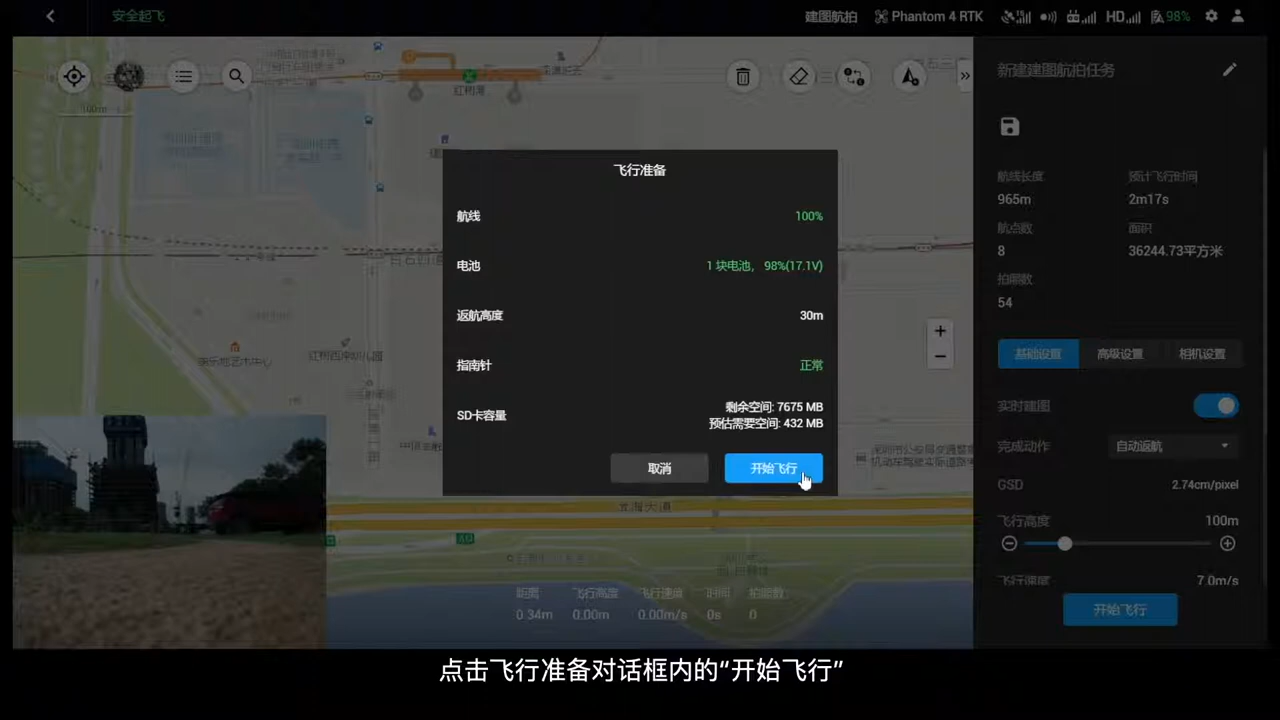 安全起飞
建图航拍 Phantom 4 RTK HD 98%
新建建图航拍任务
100m
红树湾
航线长度 预计飞行时间
965m 2m17s
航点数 面积
8 36244.73平方米
拍照数
54
基础设置 高级设置 相机设置
实时建图
完成动作 自动返航
GSD 2.74cm/pixel
飞行高度 100m
飞行速度 7.0m/s
开始飞行
飞行准备
航线 100%
电池 1 块电池， 98%(17.1V)
返航高度 30m
指南针 正常
SD卡容量 剩余空间: 7675 MB
预估需要空间: 432 MB
取消 开始飞行
距离 飞行高度 飞行速度 时间 拍照数
0.34m 0.00m 0.00m/s 0s 0
点击飞行准备对话框内的“开始飞行”